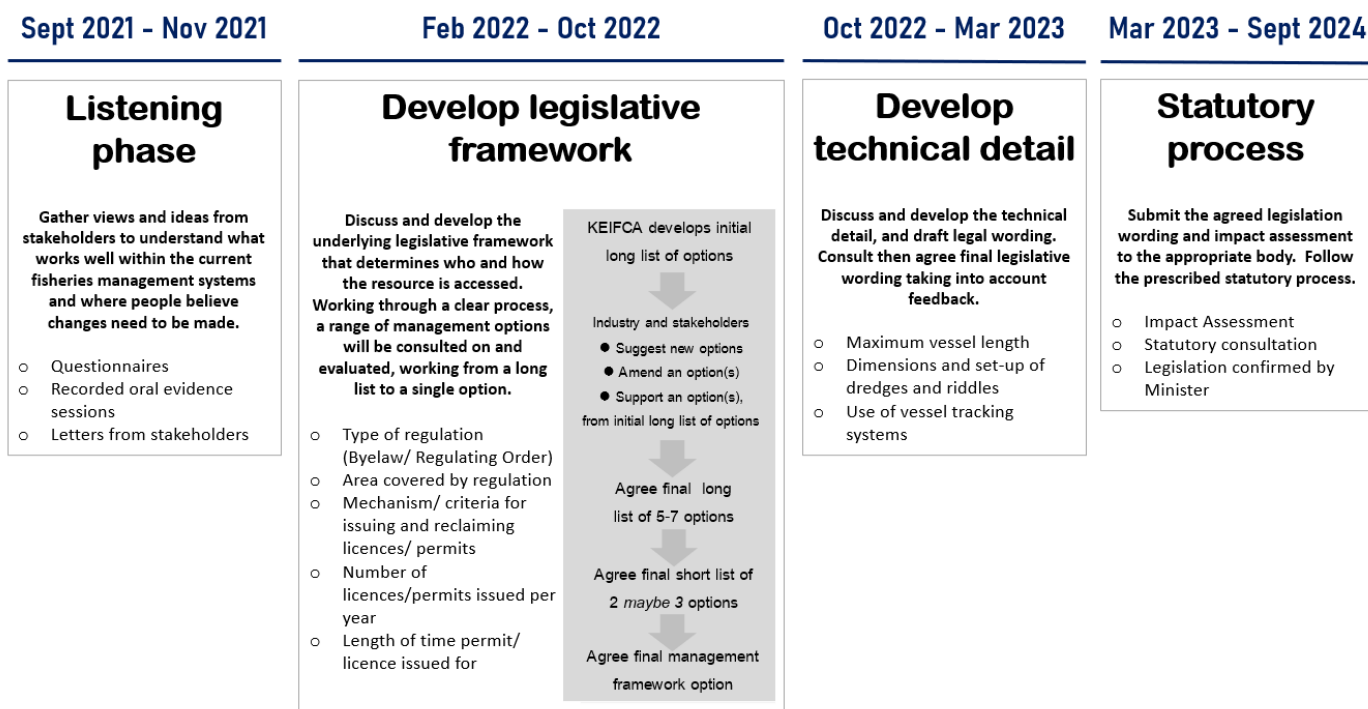 Sept 2021 - Nov 2021
Feb 2022 - Oct 2022
Oct 2022 - Mar 2023
Mar 2023 - Sept 2024
Listening
phase
Gather views and ideas from
stakeholders to understand what
works well within the current
fisheries management systems
and where people believe
changes need to be made.
o Questionnaires
o Recorded oral evidence
sessions
o Letters from stakeholders
Develop legislative
framework
Discuss and develop the
underlying legislative framework
that determines who and how
the resource is accessed.
Working through a clear process,
a range of management options
will be consulted on and
evaluated, working from a long
list to a single option.
o Type of regulation
(Byelaw/ Regulating Order)
o Area covered by regulation
o Mechanism/ criteria for
issuing and reclaiming
licences/ permits
o Number of
licences/permits issued per
year
o Length of time permit/
licence issued for
KEIFCA develops initial
long list of options
Industry and stakeholders
● Suggest new options
● Amend an option(s)
● Support an option(s),
from initial long list of options
Agree final long
list of 5-7 options
Agree final short list of
2 maybe 3 options
Agree final management
framework option
Develop
technical detail
Discuss and develop the technical
detail, and draft legal wording.
Consult then agree final legislative
wording taking into account
feedback.
o Maximum vessel length
o Dimensions and set-up of
dredges and riddles
o Use of vessel tracking
systems
Statutory
process
Submit the agreed legislation
wording and impact assessment
to the appropriate body. Follow
the prescribed statutory process.
o Impact Assessment
o Statutory consultation
o Legislation confirmed by
Minister